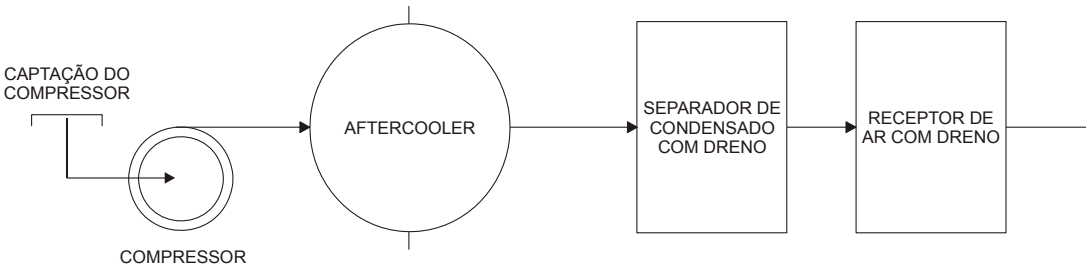 CAPTAÇÃO DO
COMPRESSOR
COMPRESSOR
AFTERCOOLER
SEPARADOR DE
CONDENSADO
COM DRENO
RECEPTOR DE
AR COM DRENO